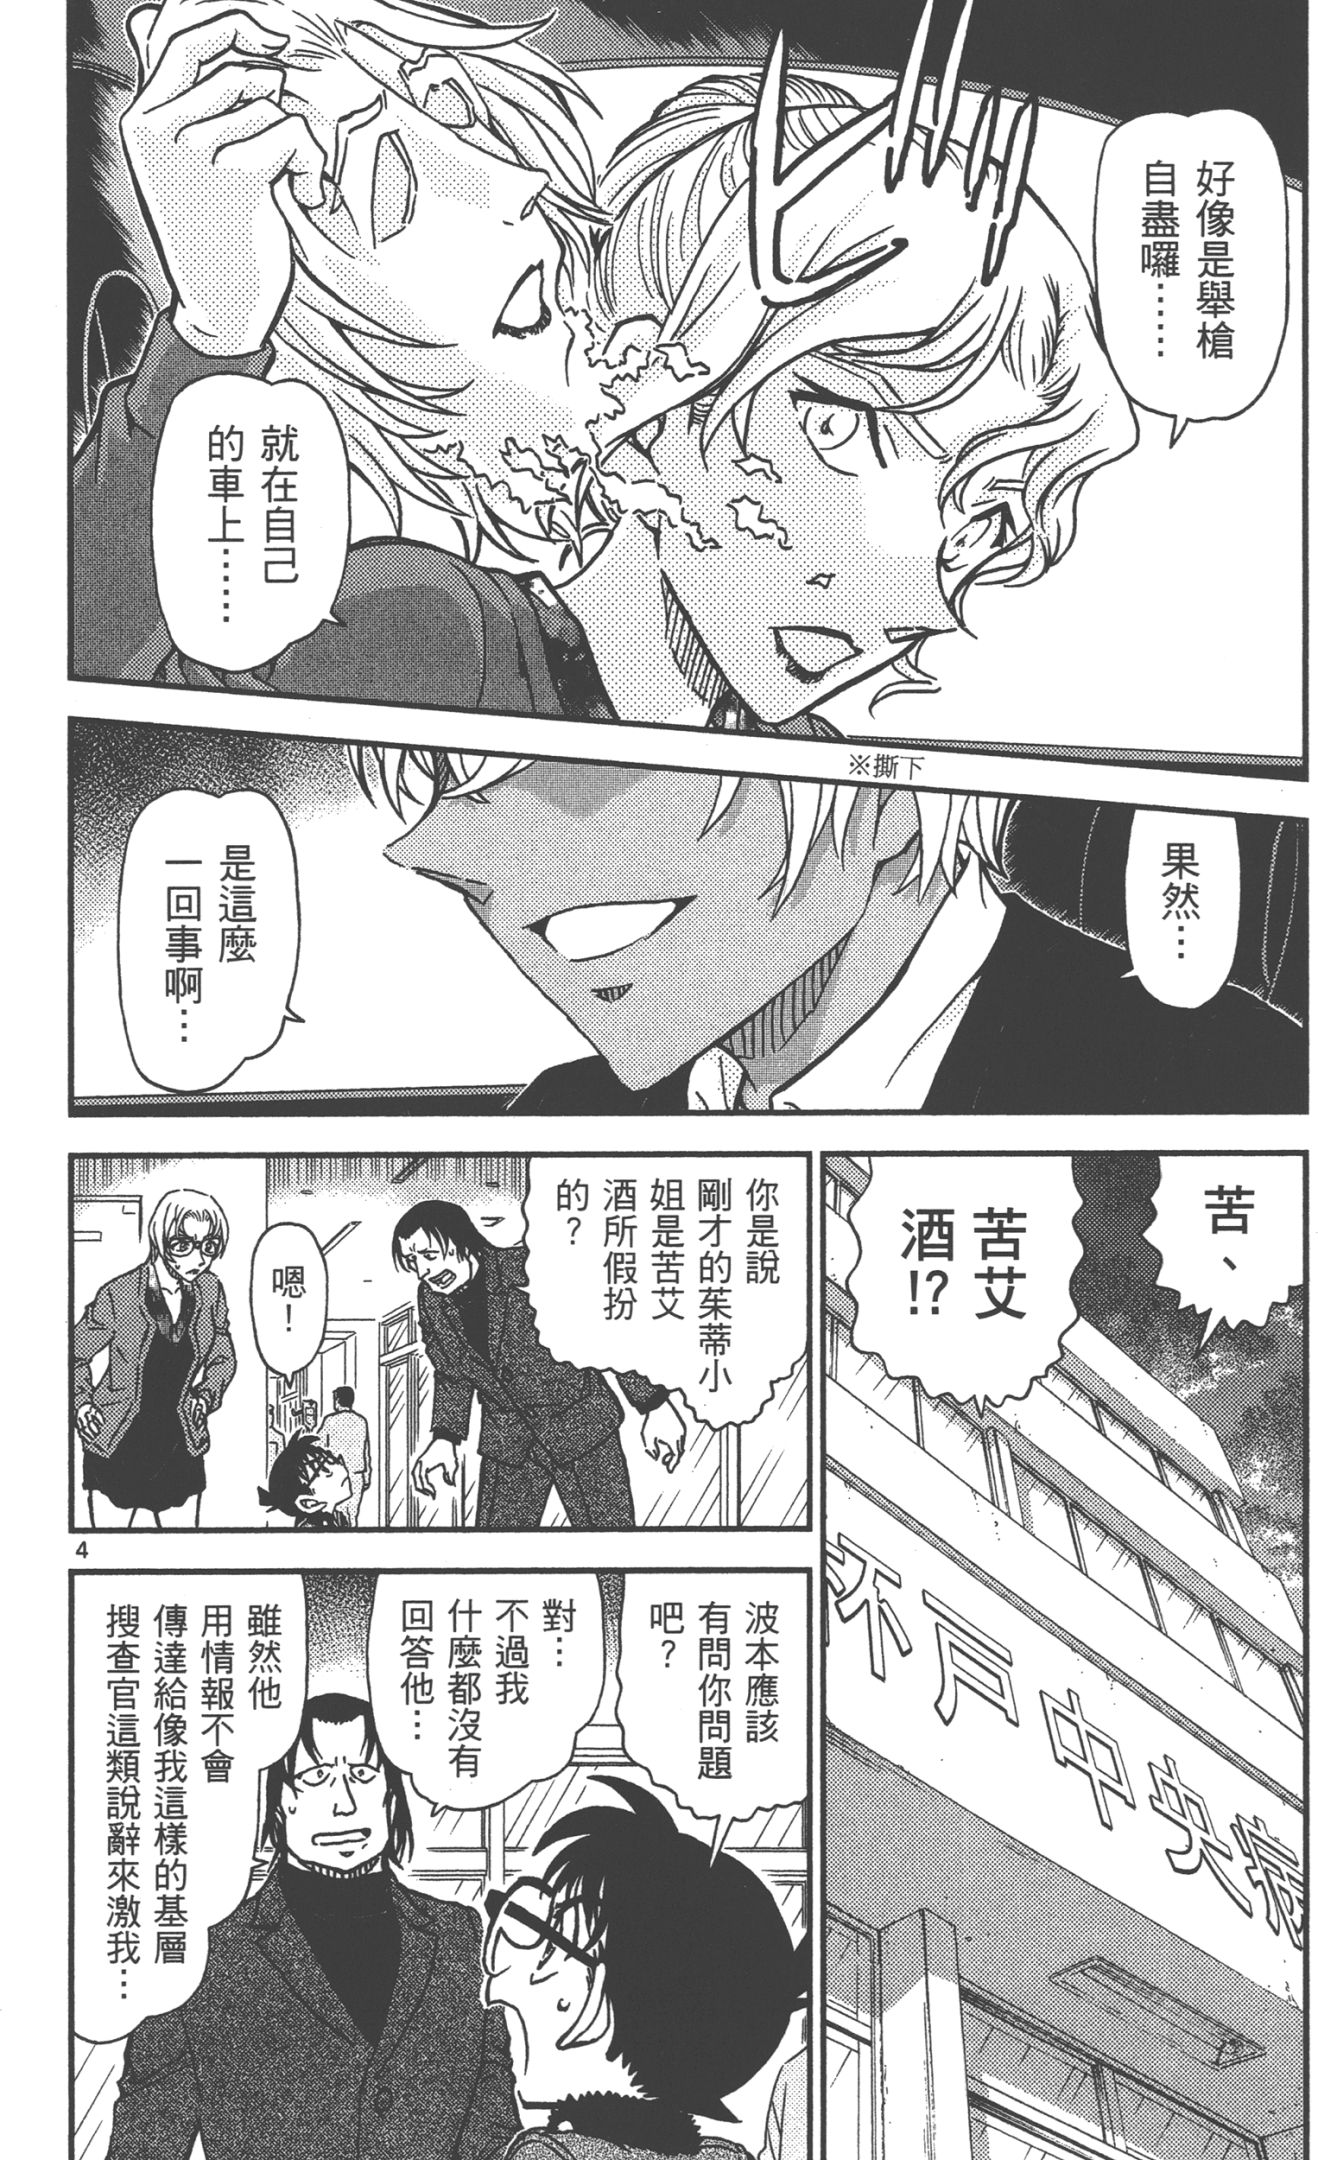 好像是舉槍
自盡囉……
就在自己
的車上……
※撕下
果然…
是這麼
一回事啊…
苦、
苦艾
酒!?
杯戸中央病
你是說
剛才的茱蒂小
姐是苦艾
酒所假扮
的？
嗯！
4
波本應該
有問你問題
吧？
對…
不過我
什麼都沒有
回答他…
雖然他
用情報不會
傳達給像我這樣的基層
搜查官這類說辭來激我…